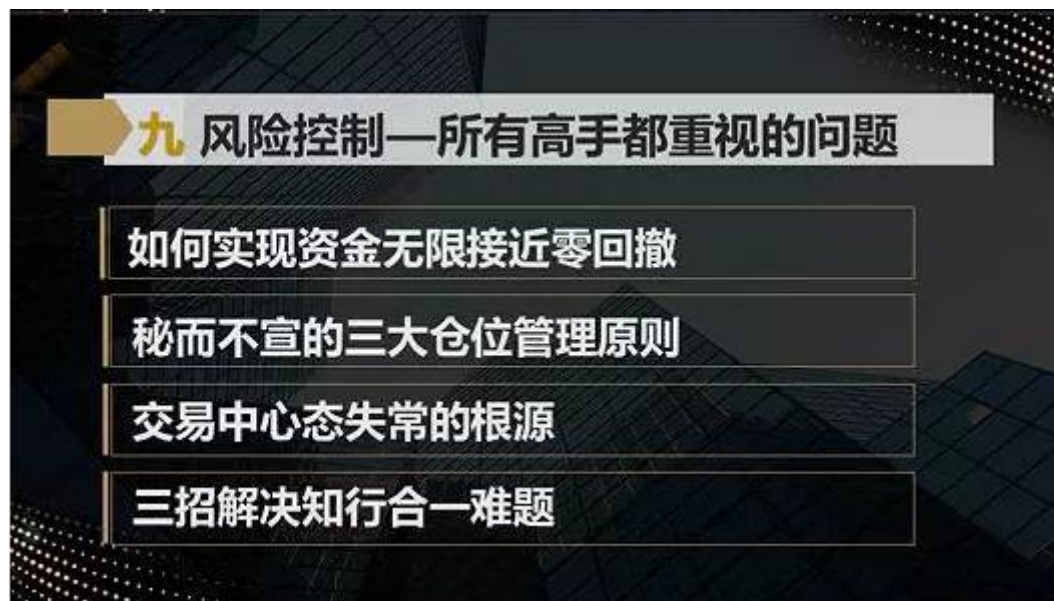 九 风险控制—所有高手都重视的问题
如何实现资金无限接近零回撤
秘而不宣的三大仓位管理原则
交易中心态失常的根源
三招解决知行合一难题